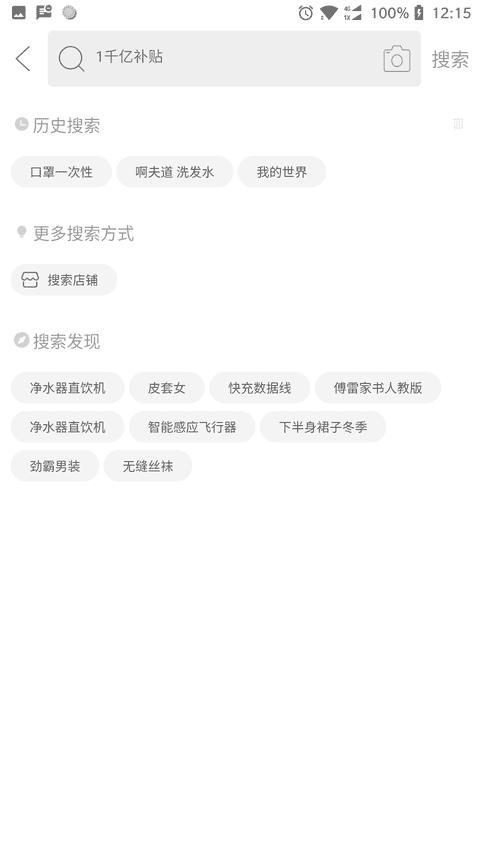 4G
1X
100%
12:15
1千亿补贴
搜索
历史搜索
口罩一次性 啊夫道 洗发水 我的世界
更多搜索方式
搜索店铺
搜索发现
净水器直饮机 皮套女 快充数据线 傅雷家书人教版
净水器直饮机 智能感应飞行器 下半身裙子冬季
劲霸男装 无缝丝袜